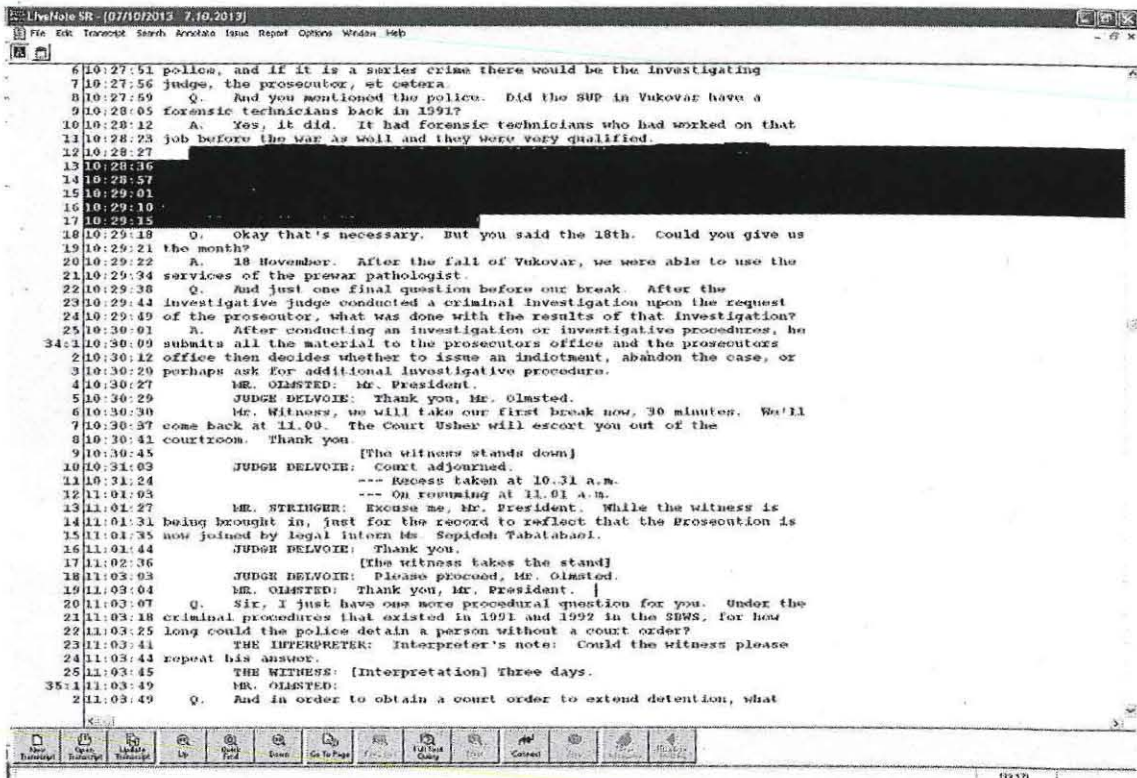 LiveNote SR - [07/10/2013 7.10.2013]
File Edit Transcript Search Annotate Issue Report Options Window Help
6 10:27:51 police, and if it is a series crime there would be the investigating
7 10:27:56 judge, the prosecutor, et cetera.
8 10:27:59 Q. And you mentioned the police. Did the SUP in Vukovar have a
9 10:28:05 forensic technicians back in 1991?
10 10:28:12 A. Yes, it did. It had forensic technicians who had worked on that
11 10:28:23 job before the war as well and they were very qualified.
12 10:28:27
13 10:28:36
14 10:28:57
15 10:29:01
16 10:29:10
17 10:29:15
18 10:29:18 Q. Okay that's necessary. But you said the 18th. Could you give us
19 10:29:21 the month?
20 10:29:22 A. 18 November. After the fall of Vukovar, we were able to use the
21 10:29:34 services of the prewar pathologist.
22 10:29:38 Q. And just one final question before our break. After the
23 10:29:44 investigative judge conducted a criminal investigation upon the request
24 10:29:49 of the prosecutor, what was done with the results of that investigation?
25 10:30:01 A. After conducting an investigation or investigative procedures, he
34:1 10:30:09 submits all the material to the prosecutors office and the prosecutors
2 10:30:12 office then decides whether to issue an indictment, abandon the case, or
3 10:30:20 perhaps ask for additional investigative procedure.
4 10:30:27 MR. OLMSTED: Mr. President.
5 10:30:29 JUDGE DELVOIE: Thank you, Mr. Olmsted.
6 10:30:30 Mr. Witness, we will take our first break now, 30 minutes. We'll
7 10:30:37 come back at 11.00. The Court Usher will escort you out of the
8 10:30:41 courtroom. Thank you.
9 10:30:45 [The witness stands down]
10 10:31:03 JUDGE DELVOIE: Court adjourned.
11 10:31:24 --- Recess taken at 10.31 a.m.
12 11:01:03 --- On resuming at 11.01 a.m.
13 11:01:27 MR. STRINGER: Excuse me, Mr. President. While the witness is
14 11:01:31 being brought in, just for the record to reflect that the Prosecution is
15 11:01:35 now joined by legal intern Ms. Sepideh Tabatabaei.
16 11:01:44 JUDGE DELVOIE: Thank you.
17 11:02:36 [The witness takes the stand]
18 11:03:03 JUDGE DELVOIE: Please proceed, Mr. Olmsted.
19 11:03:04 MR. OLMSTED: Thank you, Mr. President.
20 11:03:07 Q. Sir, I just have one more procedural question for you. Under the
21 11:03:18 criminal procedures that existed in 1991 and 1992 in the SBWS, for how
22 11:03:25 long could the police detain a person without a court order?
23 11:03:41 THE INTERPRETER: Interpreter's note: Could the witness please
24 11:03:44 repeat his answer.
25 11:03:45 THE WITNESS: [Interpretation] Three days.
35:1 11:03:49 MR. OLMSTED:
2 11:03:49 Q. And in order to obtain a court order to extend detention, what
New Transcript Open Transcript Update Transcript Up Quick Find Down Go To Page Full Text Query Connect